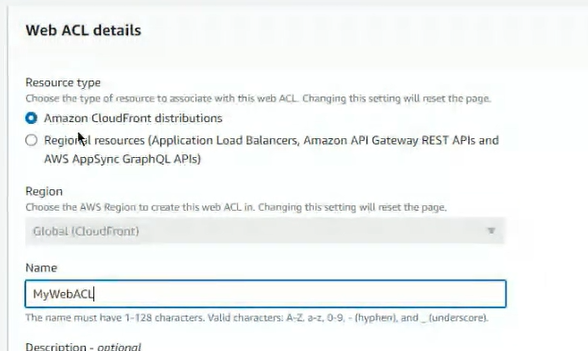 Web ACL details
Resource type
Choose the type of resource to associate with this web ACL. Changing this setting will reset the page.
Amazon CloudFront distributions
Regional resources (Application Load Balancers, Amazon API Gateway REST APIs and
AWS AppSync GraphQL APIs)
Region
Choose the AWS Region to create this web ACL in. Changing this setting will reset the page.
Global (CloudFront)
Name
MyWebACL
The name must have 1-128 characters. Valid characters: A-Z, a-z, 0-9, - (hyphen), and _ (underscore).
Description - optional